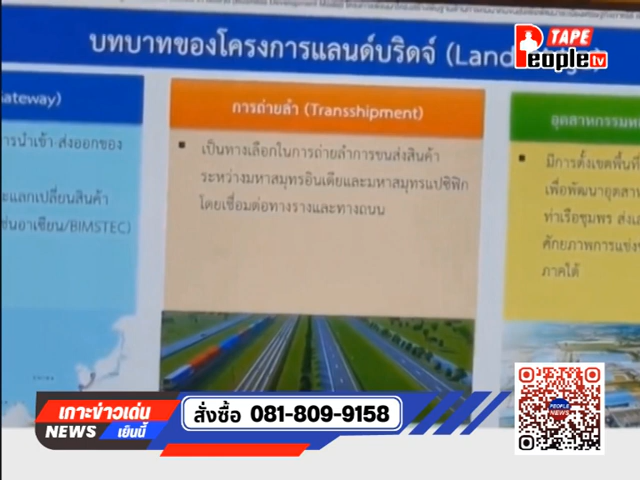 TAPE
People tv
บทบาทของโครงการแลนด์บริดจ์ (Land
Gateway)
การนำเข้า-ส่งออกของ
ะแลกเปลี่ยนสินค้า
ช่นอาเซียน/BIMSTEC)
การถ่ายลำ (Transshipment)
▪ เป็นทางเลือกในการถ่ายลำการขนส่งสินค้า
ระหว่างมหาสมุทรอินเดียและมหาสมุทรแปซิฟิก
โดยเชื่อมต่อทางรางและทางถนน
อุตสาหกรรมห
▪ มีการตั้งเขตพื้นที่
เพื่อพัฒนาอุตสา
ท่าเรือชุมพร ส่งเ
ศักยภาพการแข่งข
ภาคใต้
เกาะข่าวเด่น
NEWS เย็นนี้
สั่งซื้อ 081-809-9158
PEOPLE
NEWS